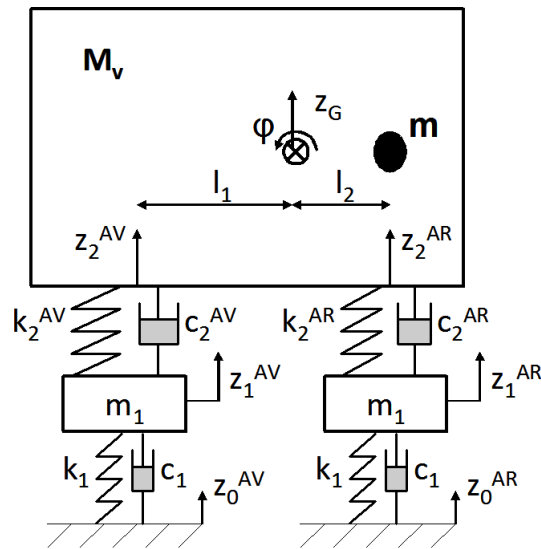 Mv
zG
φ
m
l1 l2
z2AV z2AR
k2AV c2AV k2AR c2AR
z1AV z1AR
m1 m1
k1 c1 z0AV k1 c1 z0AR